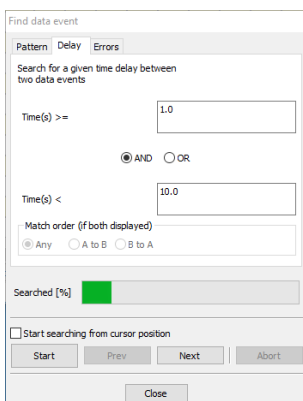 Find data event
Pattern Delay Errors
Search for a given time delay between
two data events
Time(s) >=
1.0
AND OR
Time(s) <
10.0
Match order (if both displayed)
Any A to B B to A
Searched [%]
Start searching from cursor position
Start Prev Next Abort
Close